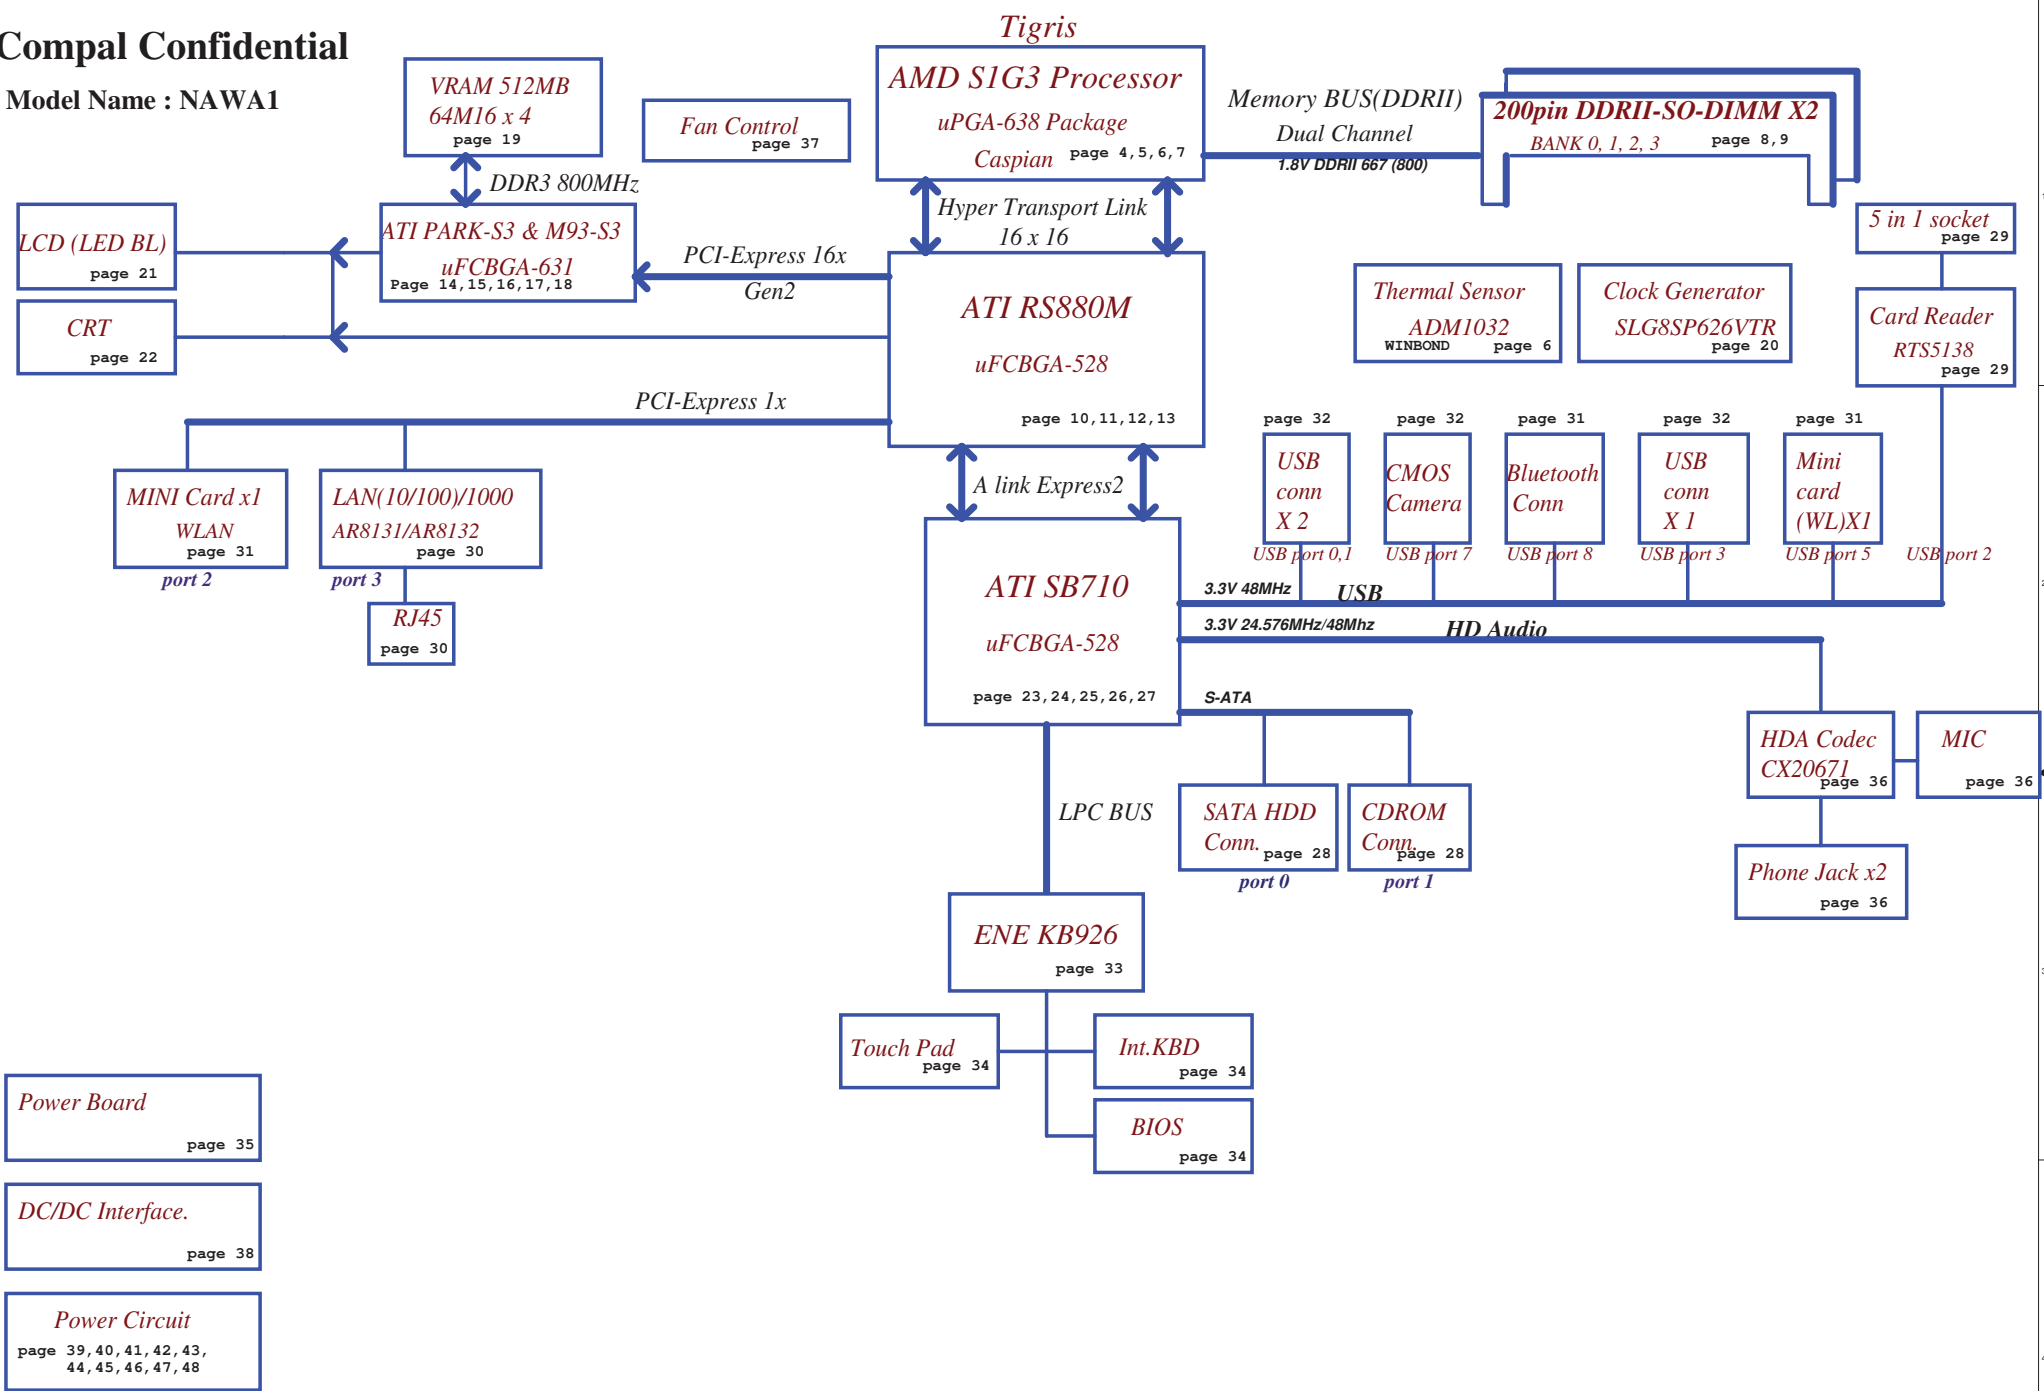 Compal Confidential
Model Name : NAWA1
VRAM 512MB
64M16 x 4
page 19
DDR3 800MHz
Fan Control
page 37
Tigris
AMD S1G3 Processor
uPGA-638 Package
Caspian
page 4,5,6,7
Memory BUS(DDRII)
Dual Channel
1.8V DDRII 667 (800)
200pin DDRII-SO-DIMM X2
BANK 0, 1, 2, 3
page 8,9
Hyper Transport Link
16 x 16
LCD (LED BL)
page 21
CRT
page 22
ATI PARK-S3 & M93-S3
uFCBGA-631
Page 14,15,16,17,18
PCI-Express 16x
Gen2
ATI RS880M
uFCBGA-528
page 10,11,12,13
Thermal Sensor
ADM1032
WINBOND
page 6
Clock Generator
SLG8SP626VTR
page 20
5 in 1 socket
page 29
Card Reader
RTS5138
page 29
PCI-Express 1x
MINI Card x1
WLAN
page 31
port 2
LAN(10/100)/1000
AR8131/AR8132
page 30
port 3
RJ45
page 30
A link Express2
page 32
USB
conn
X 2
USB port 0,1
page 32
CMOS
Camera
USB port 7
page 31
Bluetooth
Conn
USB port 8
page 32
USB
conn
X 1
USB port 3
page 31
Mini
card
(WL)X1
USB port 5
USB port 2
ATI SB710
uFCBGA-528
page 23,24,25,26,27
3.3V 48MHz
USB
3.3V 24.576MHz/48Mhz
HD Audio
S-ATA
SATA HDD
Conn.
page 28
port 0
CDROM
Conn.
page 28
port 1
HDA Codec
CX20671
page 36
MIC
page 36
Phone Jack x2
page 36
LPC BUS
ENE KB926
page 33
Touch Pad
page 34
Int.KBD
page 34
BIOS
page 34
Power Board
page 35
DC/DC Interface.
page 38
Power Circuit
page 39,40,41,42,43,
44,45,46,47,48